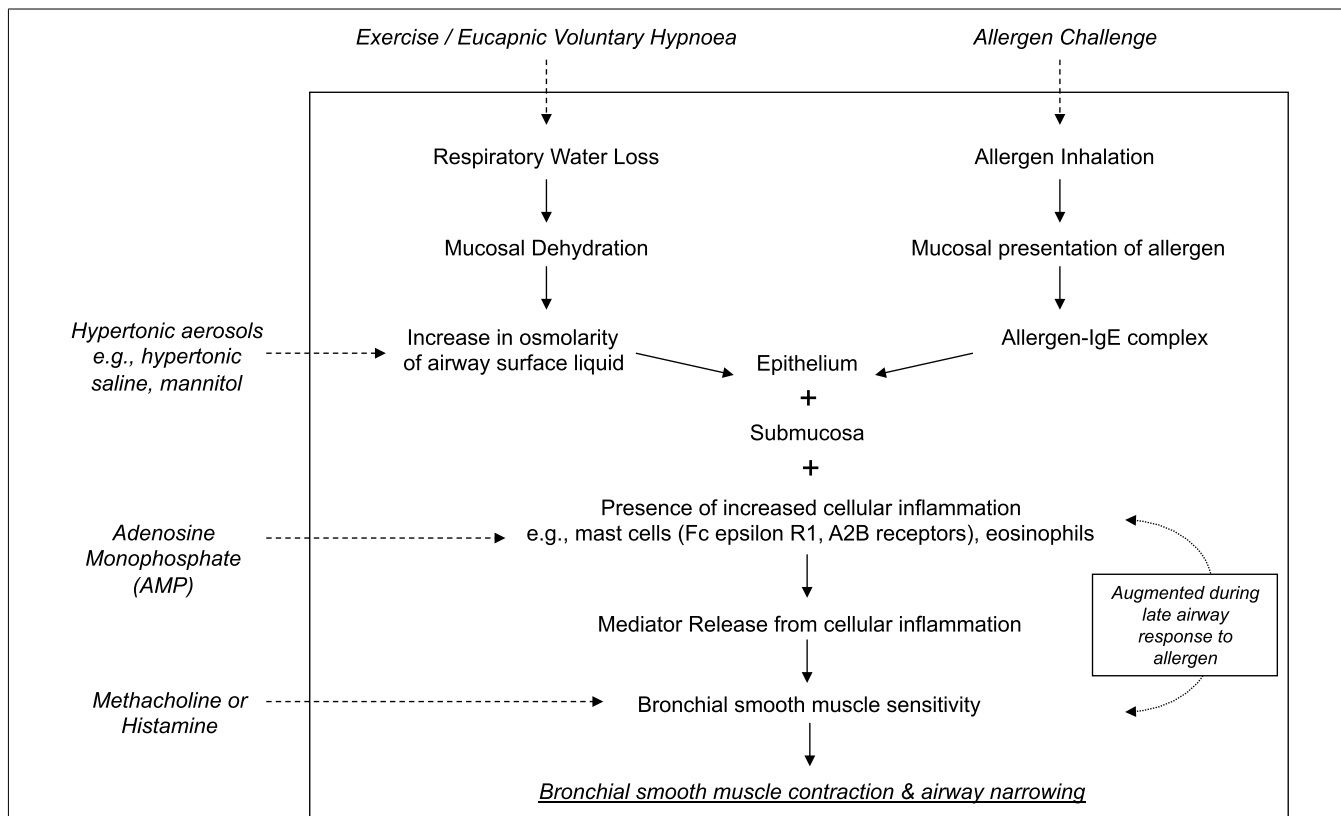 Exercise / Eucapnic Voluntary Hypnoea
Allergen Challenge
Respiratory Water Loss
Allergen Inhalation
Mucosal Dehydration
Mucosal presentation of allergen
Hypertonic aerosols
e.g., hypertonic
saline, mannitol
Increase in osmolarity
of airway surface liquid
Allergen-IgE complex
Epithelium
+
Submucosa
+
Presence of increased cellular inflammation
e.g., mast cells (Fc epsilon R1, A2B receptors), eosinophils
Adenosine
Monophosphate
(AMP)
Augmented during
late airway
response to
allergen
Mediator Release from cellular inflammation
Methacholine or
Histamine
Bronchial smooth muscle sensitivity
Bronchial smooth muscle contraction & airway narrowing